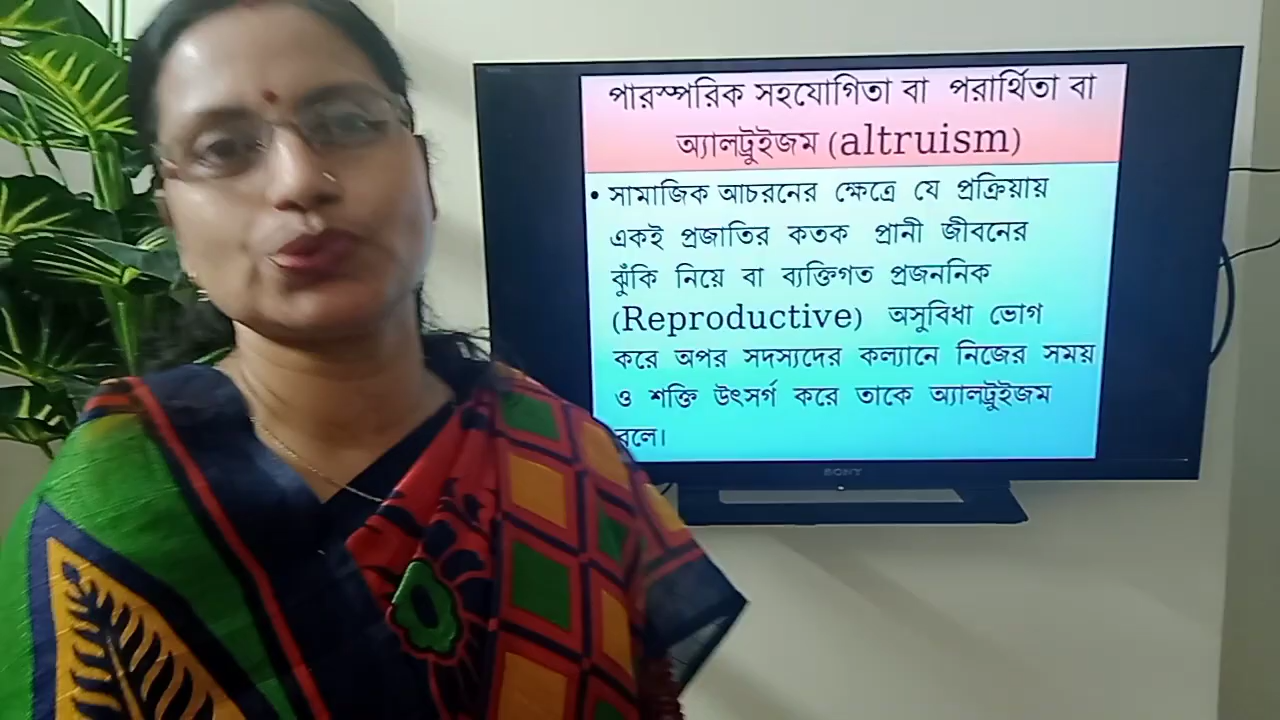 পারস্পরিক সহযোগিতা বা পরার্থিতা বা
অ্যালট্রুইজম (altruism)
• সামাজিক আচরনের ক্ষেত্রে যে প্রক্রিয়ায়
একই প্রজাতির কতক প্রানী জীবনের
ঝুঁকি নিয়ে বা ব্যক্তিগত প্রজননিক
(Reproductive) অসুবিধা ভোগ
করে অপর সদস্যদের কল্যানে নিজের সময়
ও শক্তি উৎসর্গ করে তাকে অ্যালট্রুইজম
বলে।
SONY